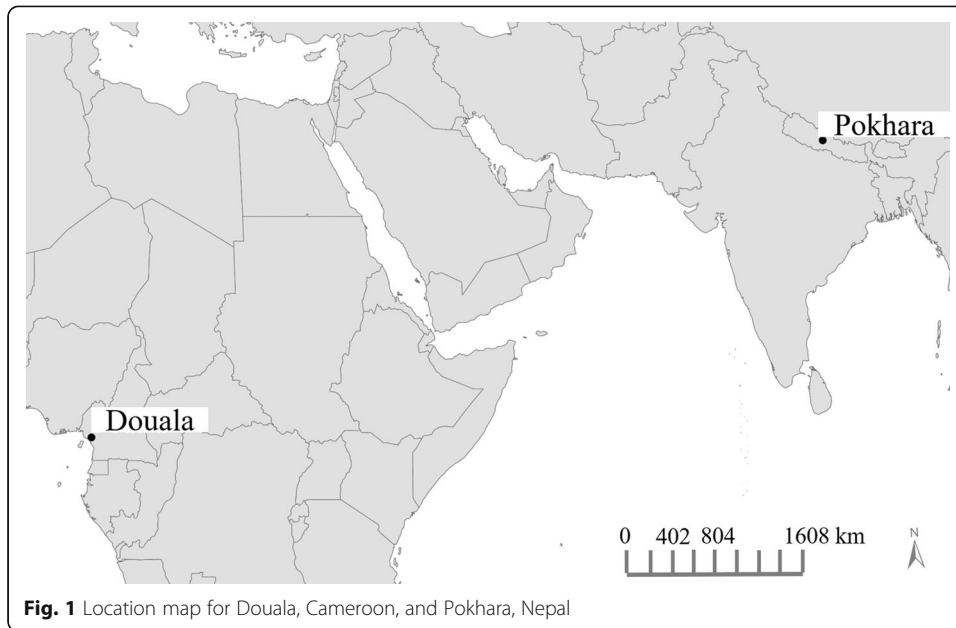 Pokhara
Douala
0 402 804 1608 km
N
Fig. 1 Location map for Douala, Cameroon, and Pokhara, Nepal